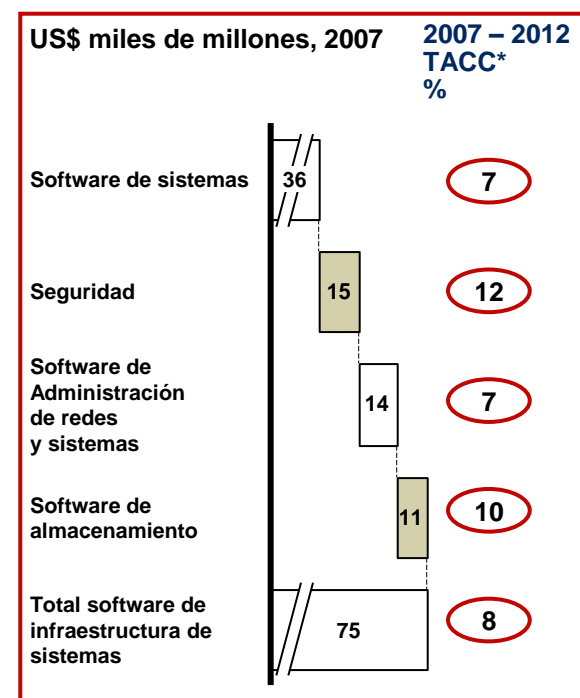 US$ miles de millones, 2007
2007 – 2012
TACC*
%
Software de sistemas
36
7
Seguridad
15
12
Software de
Administración
de redes
y sistemas
14
7
Software de
almacenamiento
11
10
Total software de
infraestructura de
sistemas
75
8